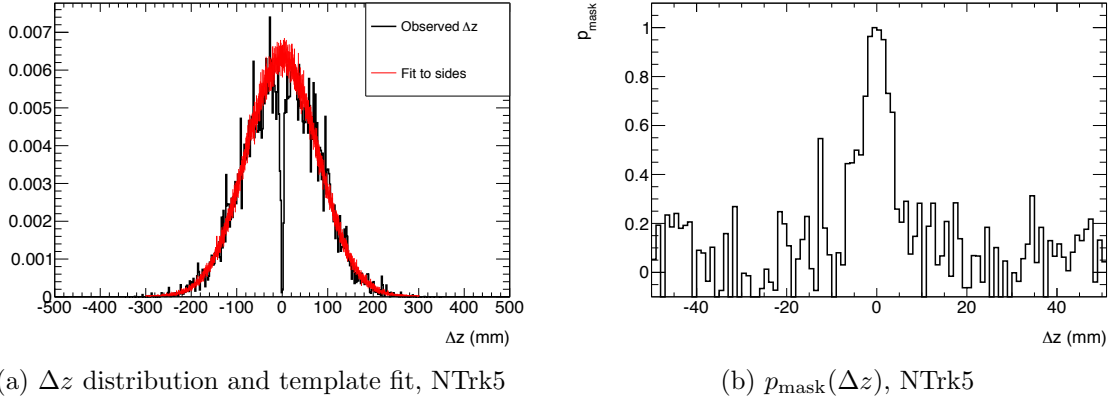 0.007
0.006
0.005
0.004
0.003
0.002
0.001
0
-500 -400 -300 -200 -100 0 100 200 300 400 500
Δz (mm)
Observed Δz
Fit to sides
p_mask
1
0.8
0.6
0.4
0.2
0
-40 -20 0 20 40
Δz (mm)
(a) Δz distribution and template fit, NTrk5
(b) p_mask(Δz), NTrk5